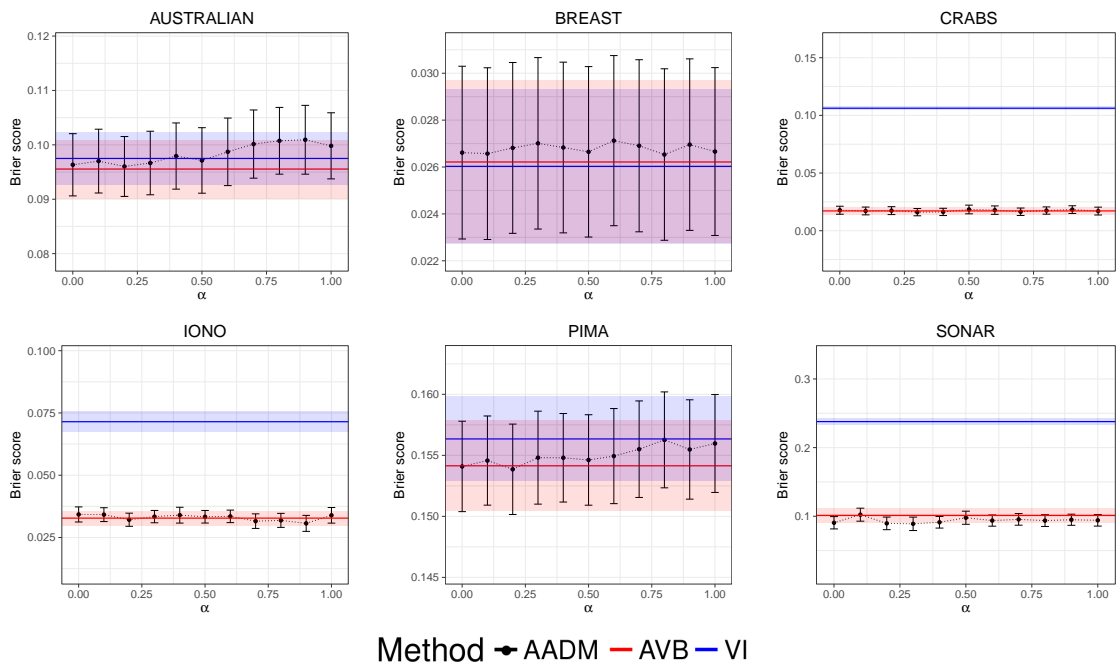 AUSTRALIAN
BREAST
CRABS
Brier score
0.12
0.11
0.10
0.09
0.08
0.00
0.25
0.50
0.75
1.00
α
Brier score
0.030
0.028
0.026
0.024
0.022
0.00
0.25
0.50
0.75
1.00
α
Brier score
0.15
0.10
0.05
0.00
0.00
0.25
0.50
0.75
1.00
α
IONO
PIMA
SONAR
Brier score
0.100
0.075
0.050
0.025
0.00
0.25
0.50
0.75
1.00
α
Brier score
0.160
0.155
0.150
0.145
0.00
0.25
0.50
0.75
1.00
α
Brier score
0.3
0.2
0.1
0.00
0.25
0.50
0.75
1.00
α
Method AADM AVB VI